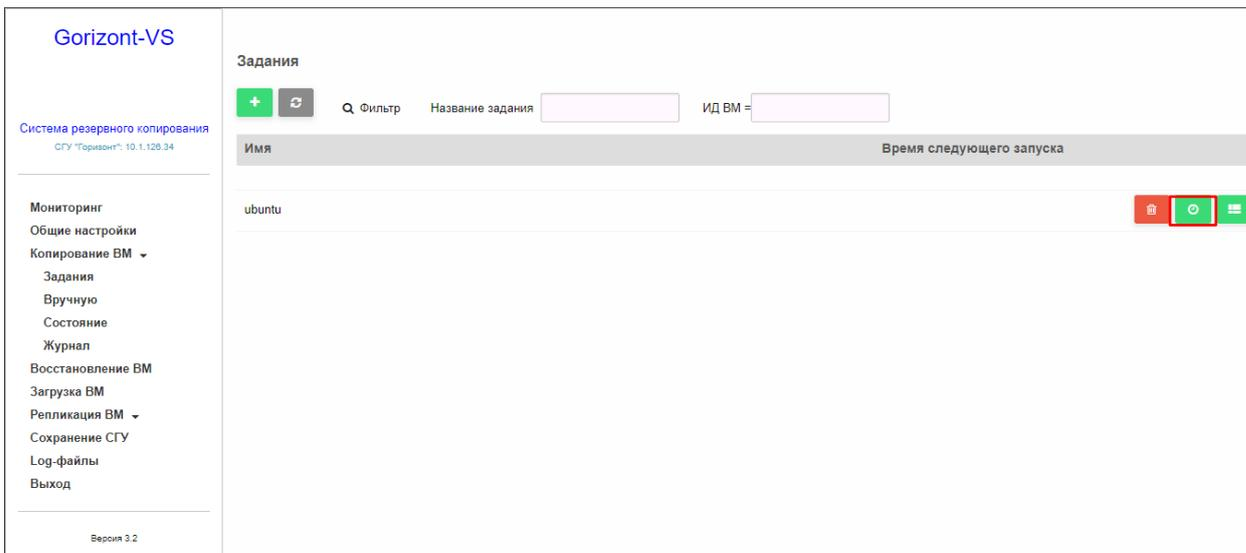 Gorizont-VS
Система резервного копирования
СГУ "Горизонт": 10.1.126.34
Мониторинг
Общие настройки
Копирование ВМ
Задания
Вручную
Состояние
Журнал
Восстановление ВМ
Загрузка ВМ
Репликация ВМ
Сохранение СГУ
Log-файлы
Выход
Версия 3.2
Задания
Фильтр Название задания ИД ВМ =
Имя Время следующего запуска
ubuntu